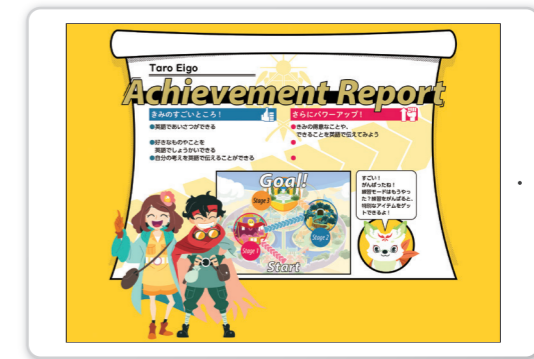 Taro Eigo
Achievement Report
きみのすごいところ！
●英語であいさつができる
●好きなものやことを
英語でしょうかいできる
●自分の考えを英語で伝えることができる
さらにパワーアップ！
●きみの得意なことや、
できることを英語で伝えてみよう
●
●
Goal!
Stage 3
Stage 2
Stage 1
Start
すごい！
がんばったね！
練習モードはもうやっ
た？練習をがんばると、
特別なアイテムをゲッ
トできるよ！